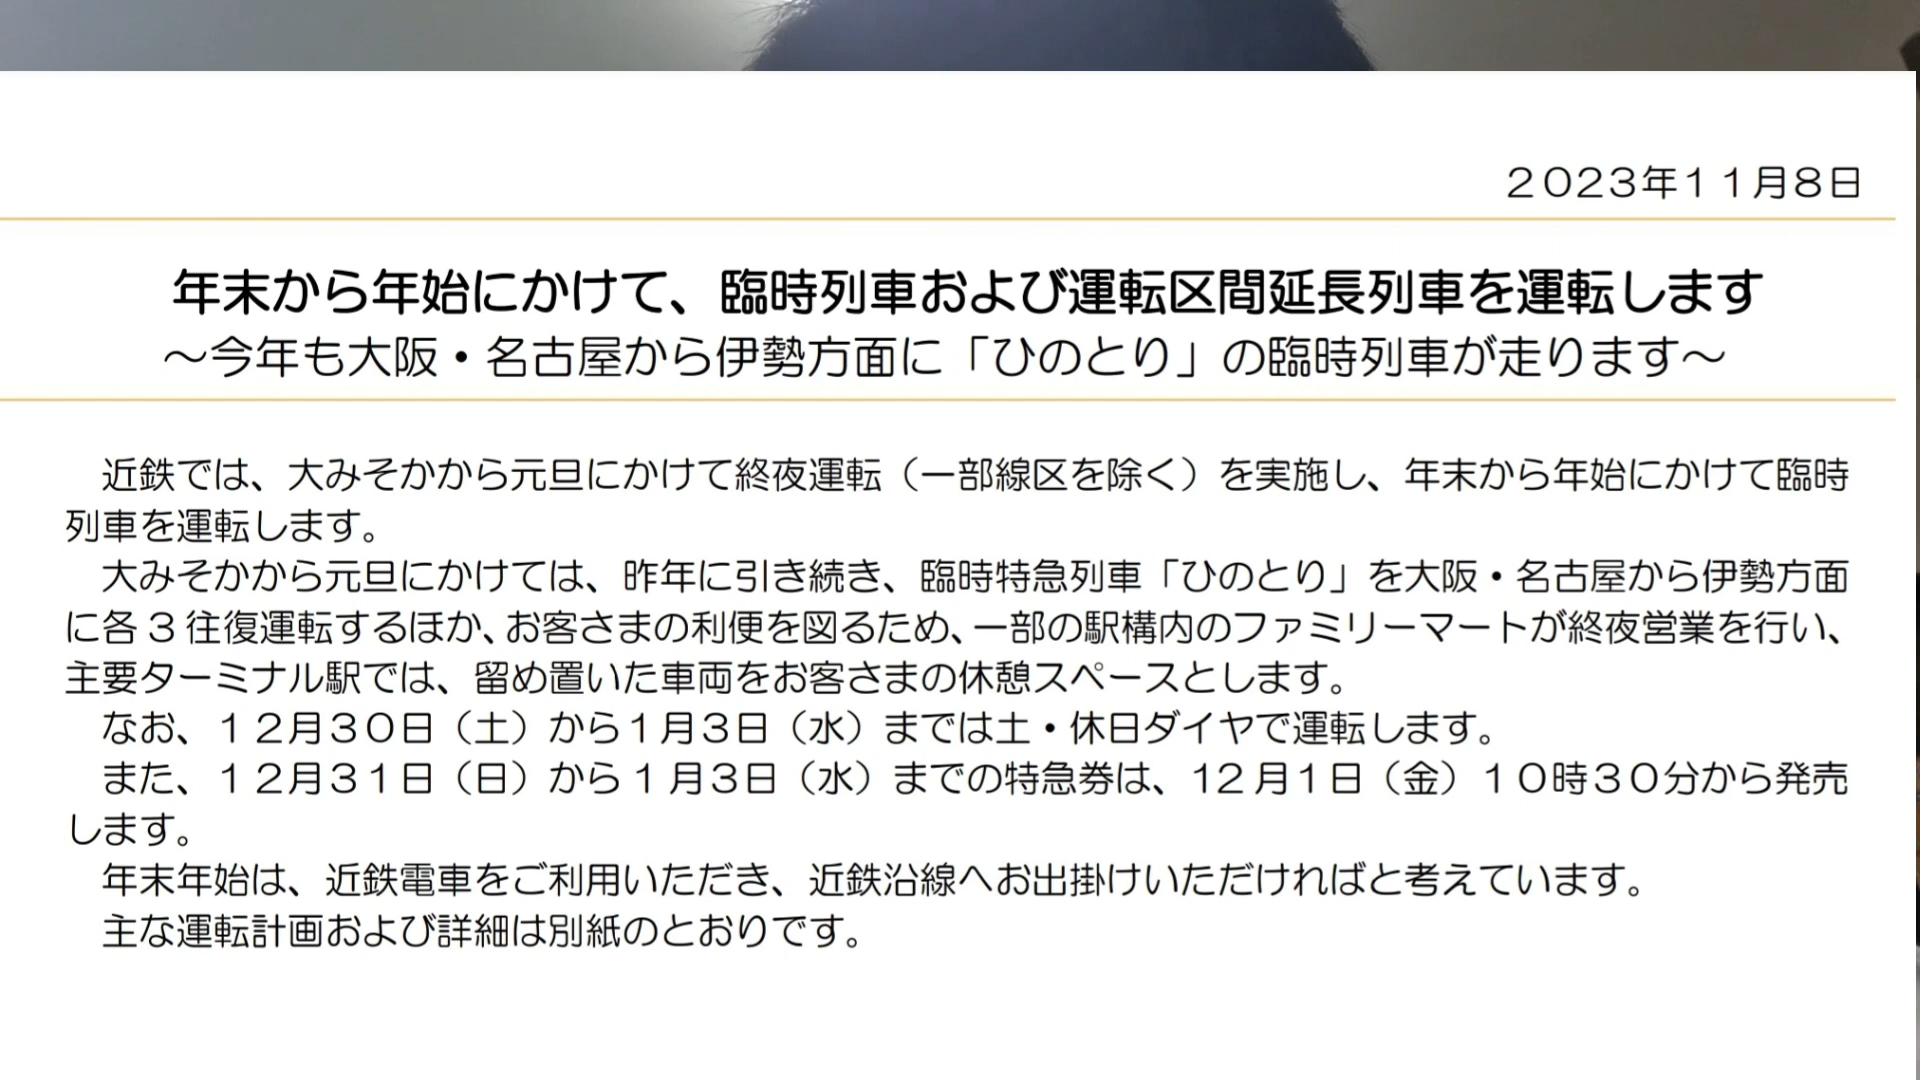 ２０２３年１１月８日
年末から年始にかけて、臨時列車および運転区間延長列車を運転します
～今年も大阪・名古屋から伊勢方面に「ひのとり」の臨時列車が走ります～
近鉄では、大みそかから元旦にかけて終夜運転（一部線区を除く）を実施し、年末から年始にかけて臨時
列車を運転します。
大みそかから元旦にかけては、昨年に引き続き、臨時特急列車「ひのとり」を大阪・名古屋から伊勢方面
に各３往復運転するほか、お客さまの利便を図るため、一部の駅構内のファミリーマートが終夜営業を行い、
主要ターミナル駅では、留め置いた車両をお客さまの休憩スペースとします。
なお、１２月３０日（土）から１月３日（水）までは土・休日ダイヤで運転します。
また、１２月３１日（日）から１月３日（水）までの特急券は、12月１日（金）１０時３０分から発売
します。
年末年始は、近鉄電車をご利用いただき、近鉄沿線へお出掛けいただければと考えています。
主な運転計画および詳細は別紙のとおりです。